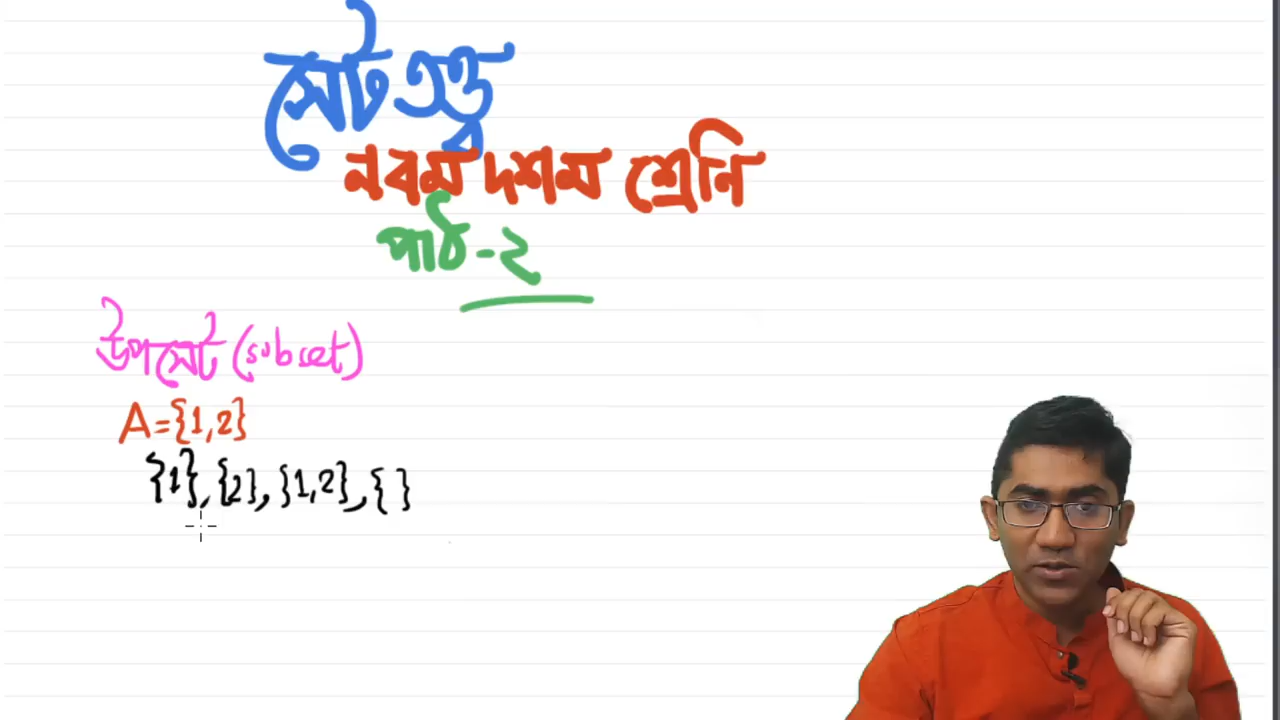 সেট তত্ত্ব
নবম দশম শ্রেনি
পাঠ-২
উপসেট (subset)
A={1,2}
{1}, {2}, {1,2}, { }